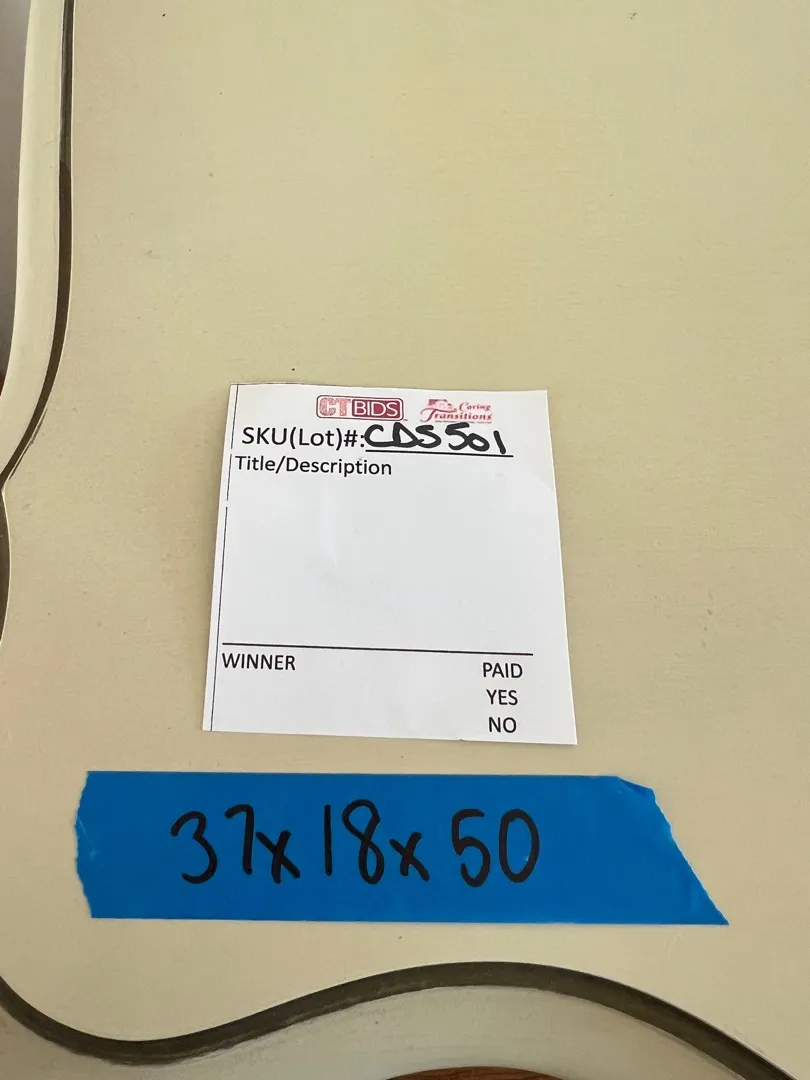 CTBIDS Caring Transitions
SKU(Lot)#:CDS501
Title/Description
WINNER
PAID
YES
NO
37x18x50